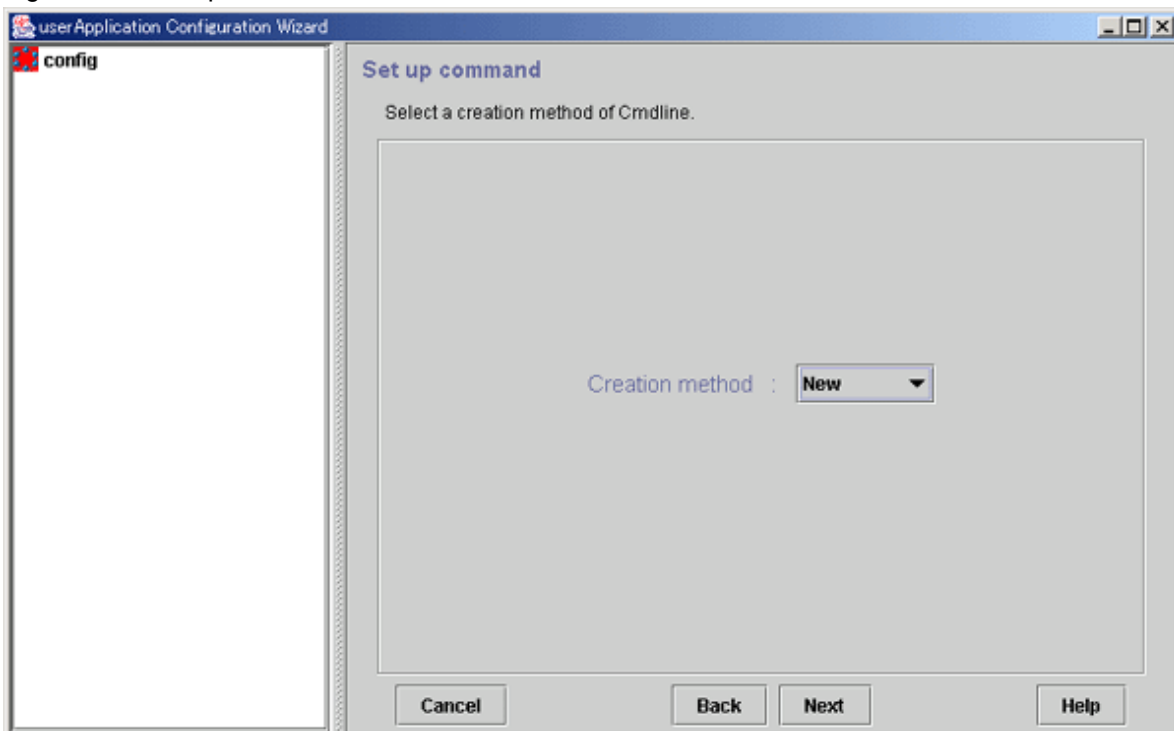 userApplication Configuration Wizard
config
Set up command
Select a creation method of Cmdline.
Creation method : New
Cancel Back Next Help